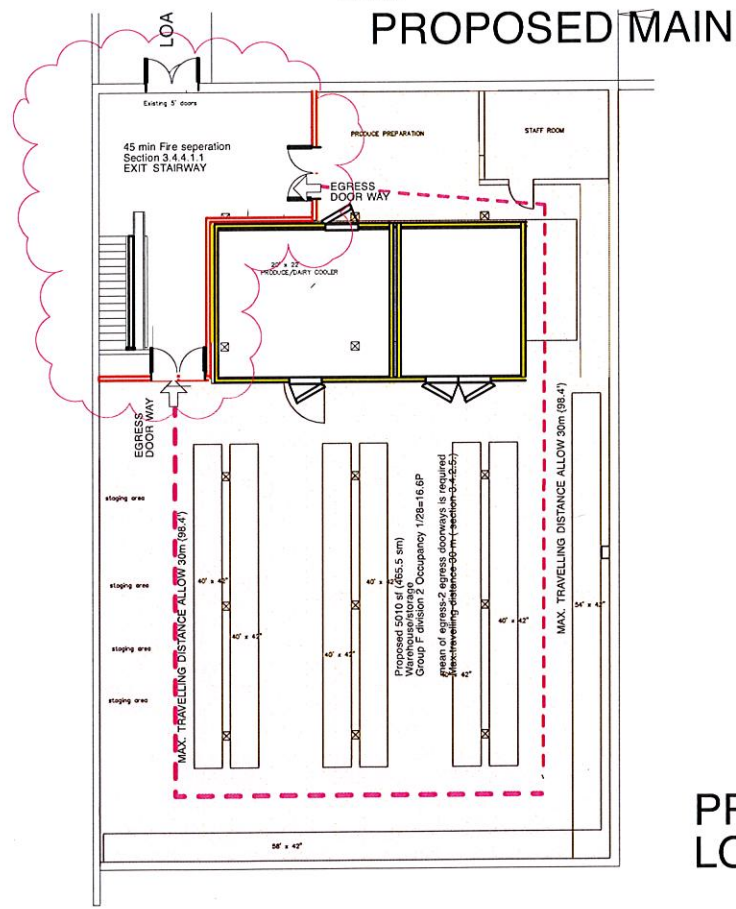 PROPOSED MAIN
LOA
Existing 5' doors
45 min Fire seperation
Section 3.4.4.1.1
EXIT STAIRWAY
PRODUCE PREPARATION
STAFF ROOM
EGRESS
DOOR WAY
20' x 22'
PRODUCE/DAIRY COOLER
EGRESS
DOOR WAY
staging area
staging area
staging area
staging area
MAX. TRAVELLING DISTANCE ALLOW 30m (98.4')
40' x 42"
40' x 42"
40' x 42"
40' x 42"
Proposed 5010 sf (465.5 sm)
Warehouse/storage
Group F division 2 Occupancy 1/28=16.6P
mean of egress-2 egress doorways is required
Max.travelling distance 30 m ( section 3.4.2.5.)
40' x 42"
MAX. TRAVELLING DISTANCE ALLOW 30m (98.4')
54' x 42"
58' x 42"
PR
LO